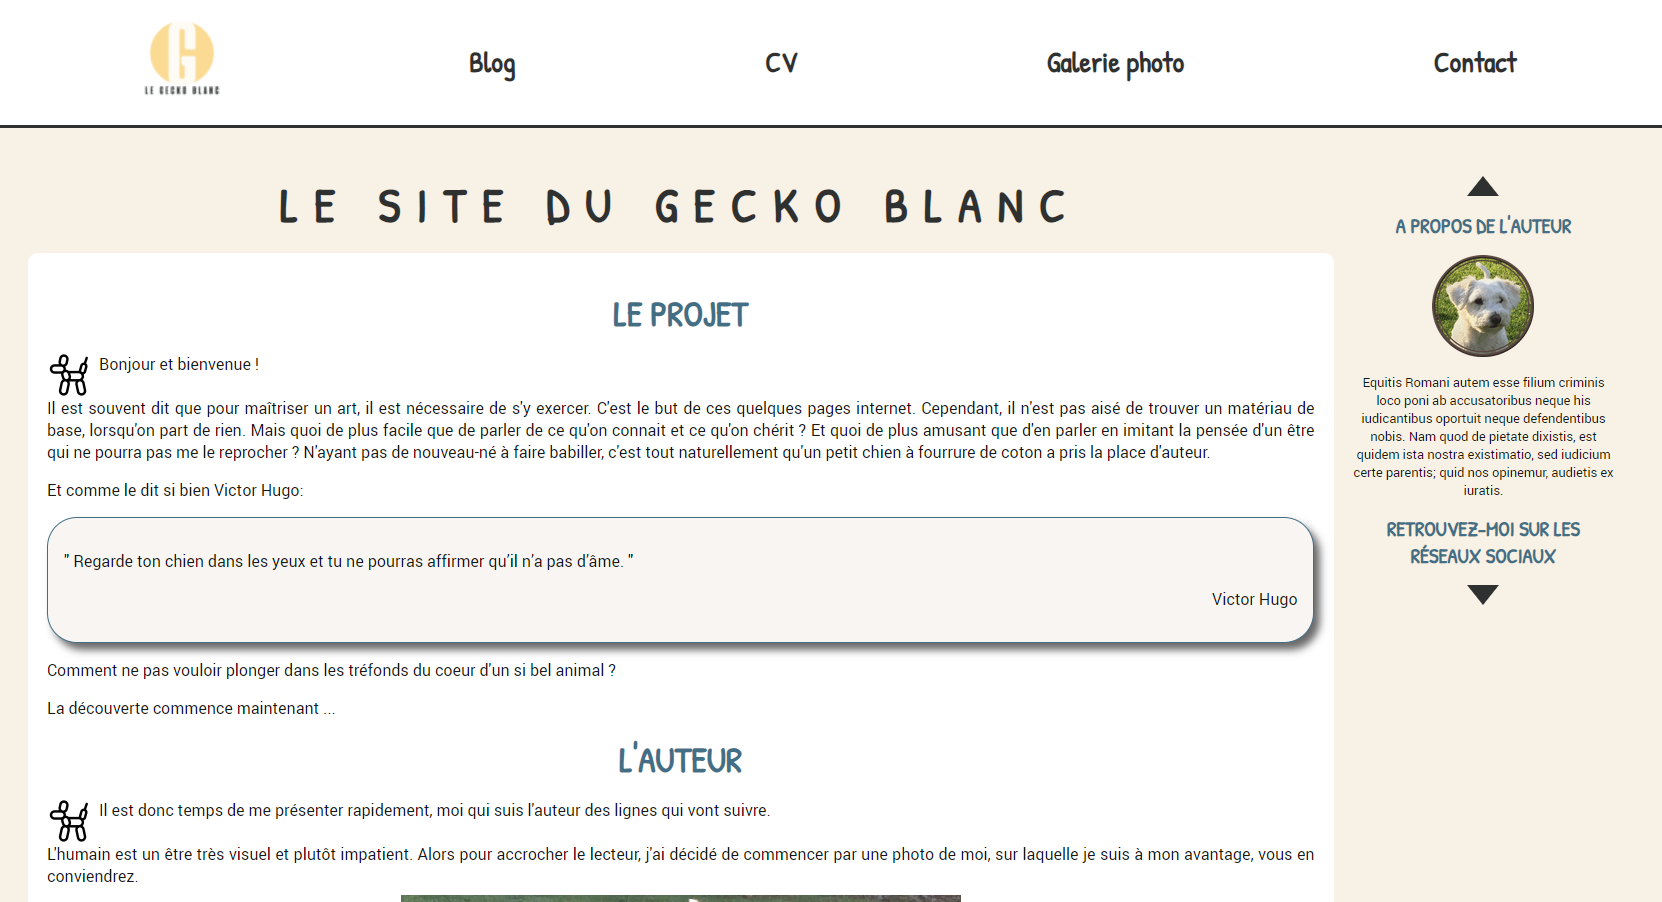 LE GECKO BLANC
Blog
CV
Galerie photo
Contact
LE SITE DU GECKO BLANC
LE PROJET
Bonjour et bienvenue !
Il est souvent dit que pour maîtriser un art, il est nécessaire de s'y exercer. C'est le but de ces quelques pages internet. Cependant, il n'est pas aisé de trouver un matériau de
base, lorsqu'on part de rien. Mais quoi de plus facile que de parler de ce qu'on connait et ce qu'on chérit ? Et quoi de plus amusant que d'en parler en imitant la pensée d'un être
qui ne pourra pas me le reprocher ? N'ayant pas de nouveau-né à faire babiller, c'est tout naturellement qu'un petit chien à fourrure de coton a pris la place d'auteur.
Et comme le dit si bien Victor Hugo:
" Regarde ton chien dans les yeux et tu ne pourras affirmer qu’il n’a pas d’âme. "
Victor Hugo
Comment ne pas vouloir plonger dans les tréfonds du coeur d'un si bel animal ?
La découverte commence maintenant ...
L'AUTEUR
Il est donc temps de me présenter rapidement, moi qui suis l'auteur des lignes qui vont suivre.
L'humain est un être très visuel et plutôt impatient. Alors pour accrocher le lecteur, j'ai décidé de commencer par une photo de moi, sur laquelle je suis à mon avantage, vous en
conviendrez.
A PROPOS DE L'AUTEUR
Equitis Romani autem esse filium criminis
loco poni ab accusatoribus neque his
iudicantibus oportuit neque defendentibus
nobis. Nam quod de pietate dixistis, est
quidem ista nostra existimatio, sed iudicium
certe parentis; quid nos opinemur, audietis ex
iuratis.
RETROUVEZ-MOI SUR LES
RÉSEAUX SOCIAUX